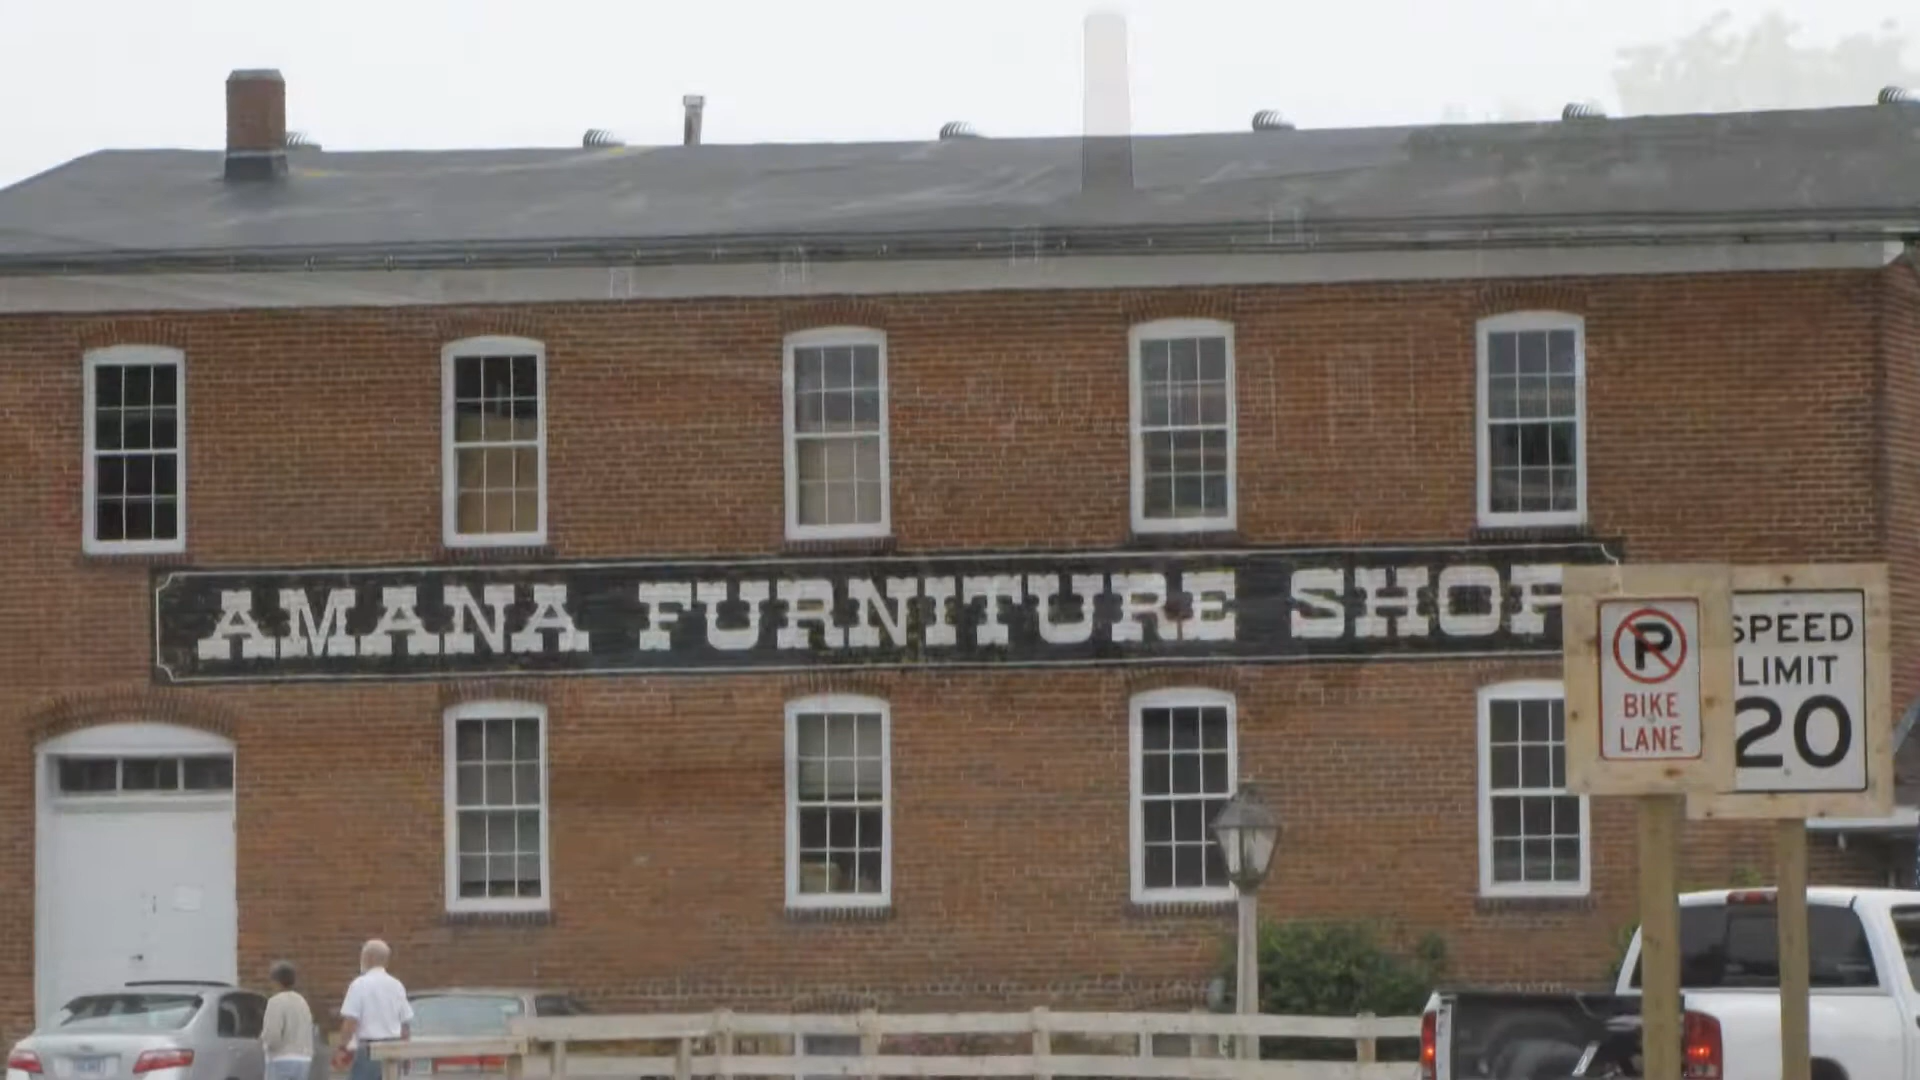 AMANA FURNITURE SHOP
P
BIKE
LANE
SPEED
LIMIT
20